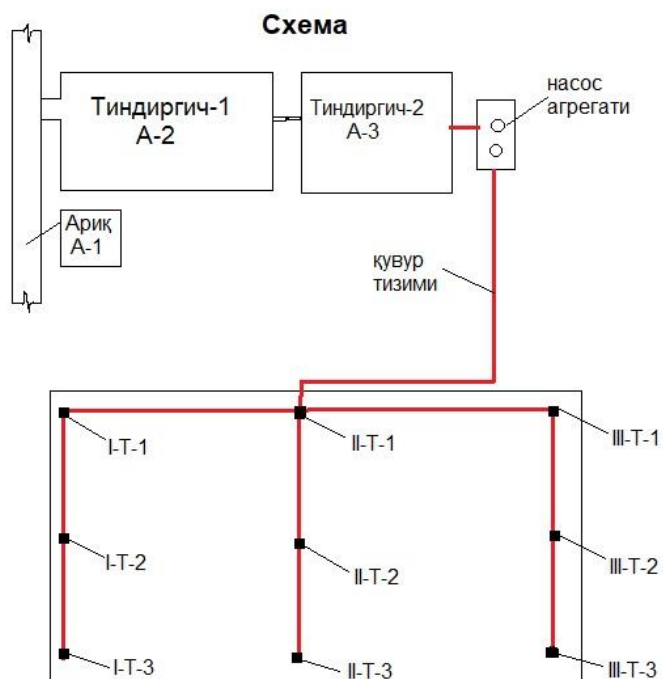 Схема
Тиндиргич-1
А-2
Тиндиргич-2
А-3
насос
агрегати
Ариқ
А-1
қувур
тизими
I-Т-1
II-Т-1
III-Т-1
I-Т-2
II-Т-2
III-Т-2
I-Т-3
II-Т-3
III-Т-3